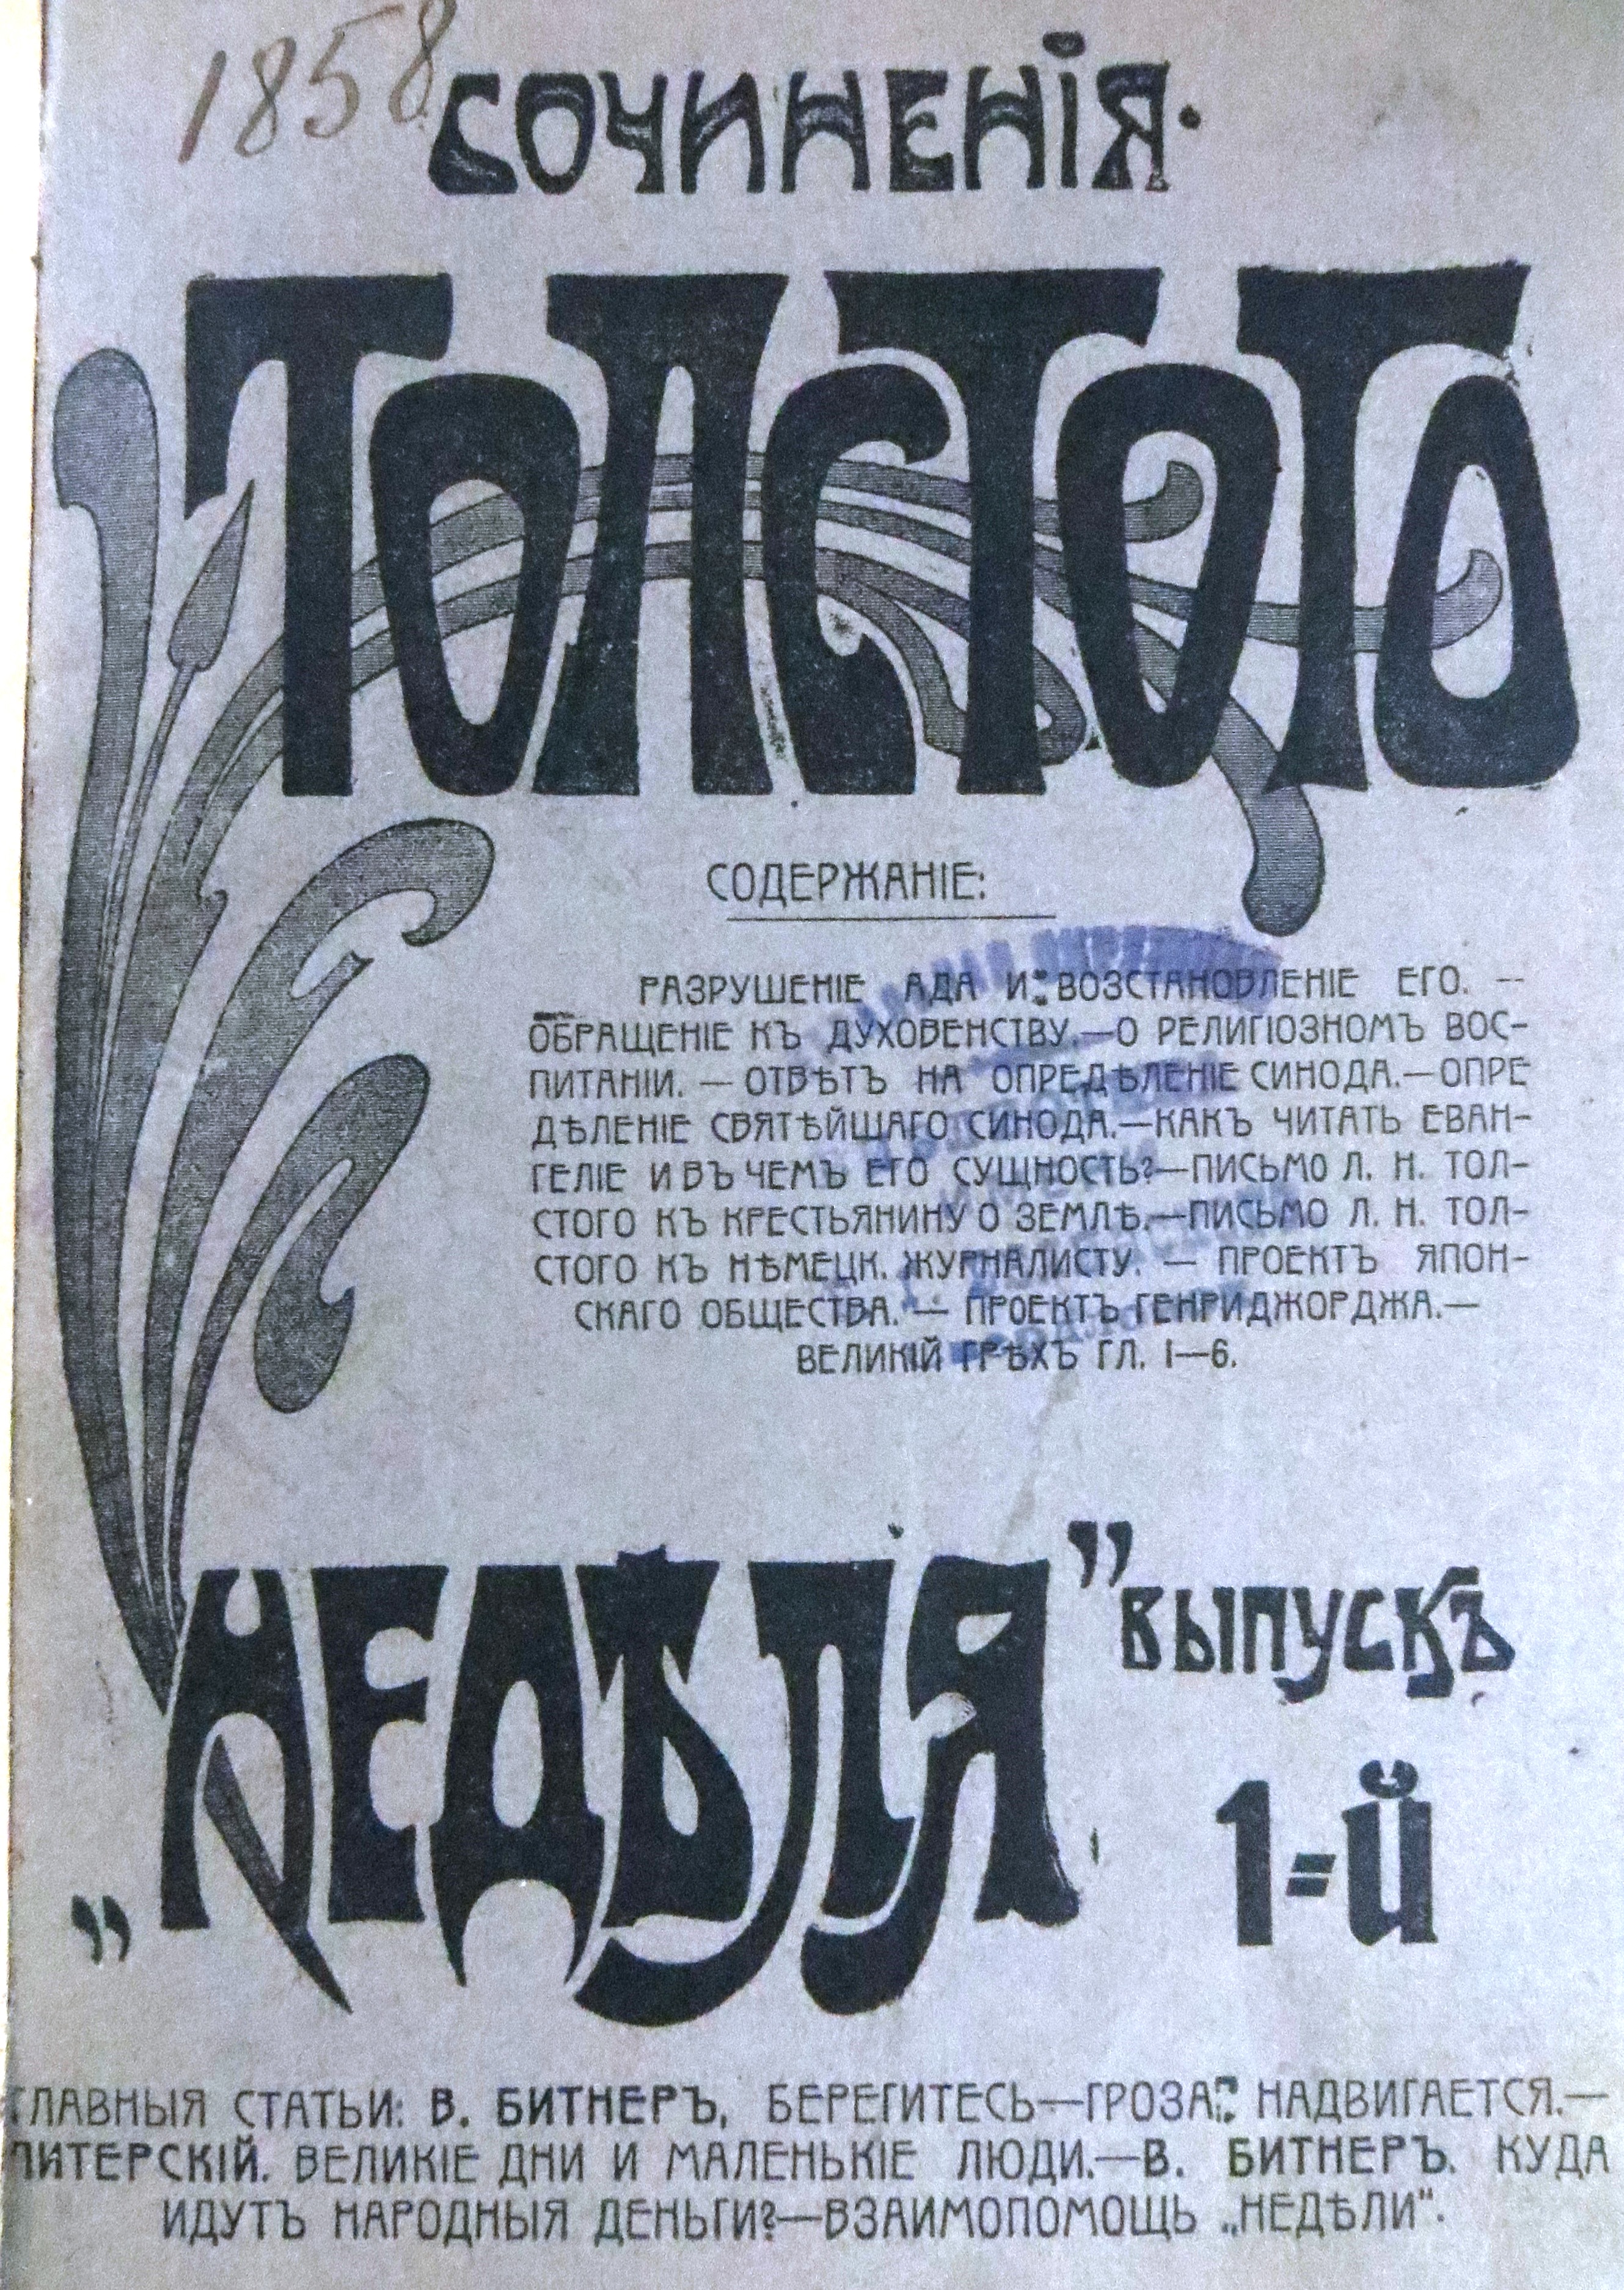 1858
СОЧИНЕНІЯ.
ТОЛСТОГО
СОДЕРЖАНІЕ:
РАЗРУШЕНІЕ АДА И ВОЗСТАНОВЛЕНІЕ ЕГО. —
ОБРАЩЕНІЕ КЪ ДУХОВЕНСТВУ.—О РЕЛИГІОЗНОМЪ ВОС-
ПИТАНІИ. — ОТВѢТЪ НА ОПРЕДѢЛЕНІЕ СИНОДА.—ОПРЕ
ДѢЛЕНІЕ СВЯТѢЙШАГО СИНОДА.—КАКЪ ЧИТАТЬ ЕВАН-
ГЕЛІЕ И ВЪ ЧЕМЪ ЕГО СУЩНОСТЬ?—ПИСЬМО Л. Н. ТОЛ-
СТОГО КЪ КРЕСТЬЯНИНУ О ЗЕМЛѢ.—ПИСЬМО Л. Н. ТОЛ-
СТОГО КЪ НѢМЕЦК. ЖУРНАЛИСТУ. — ПРОЕКТЪ ЯПОН-
СКАГО ОБЩЕСТВА. — ПРОЕКТЪ ГЕНРИ ДЖОРДЖА.—
ВЕЛИКІЙ ГРѢХЪ ГЛ. I—6.
„НЕДѢЛЯ” ВЫПУСКЪ
1=Й
ГЛАВНЫЯ СТАТЬИ: В. БИТНЕРЪ, БЕРЕГИТЕСЬ—ГРОЗА НАДВИГАЕТСЯ.—
ПИТЕРСКІЙ. ВЕЛИКІЕ ДНИ И МАЛЕНЬКІЕ ЛЮДИ.—В. БИТНЕРЪ. КУДА
ИДУТЪ НАРОДНЫЯ ДЕНЬГИ?—ВЗАИМОПОМОЩЬ „НЕДѢЛИ“.